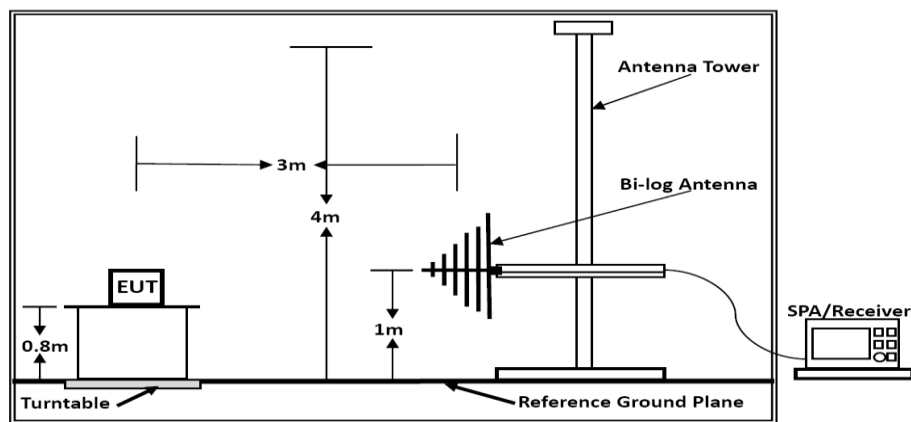 Antenna Tower
3m
Bi-log Antenna
4m
EUT
SPA/Receiver
1m
0.8m
Turntable
Reference Ground Plane